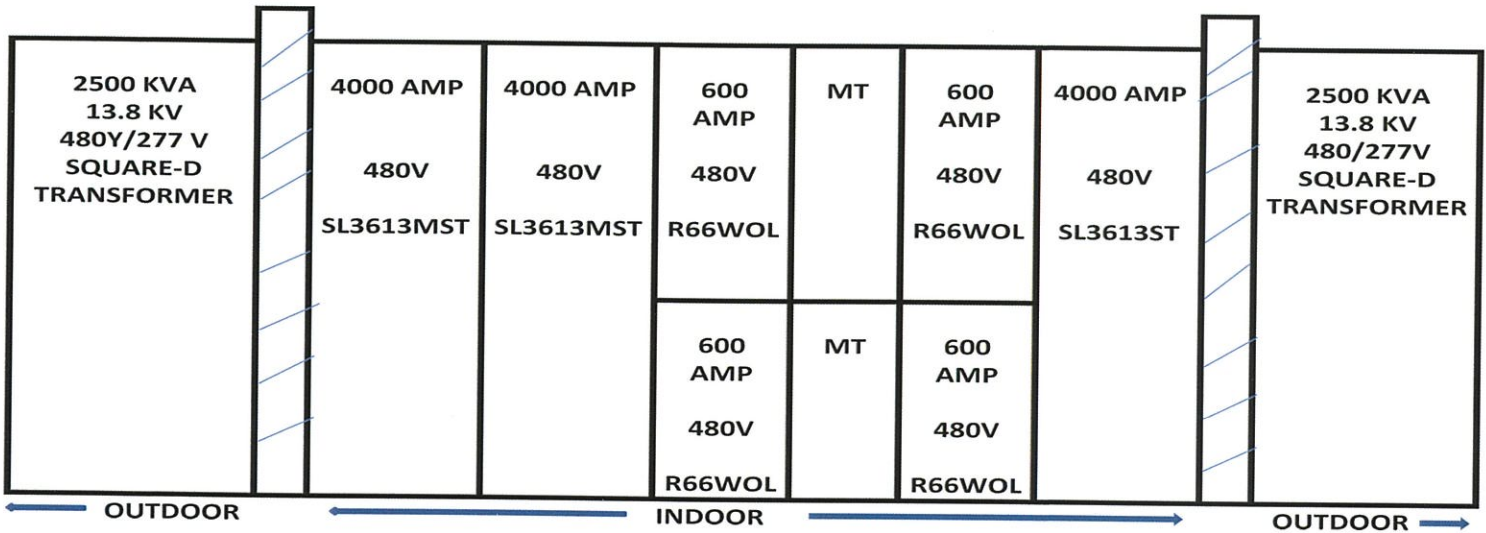 2500 KVA
13.8 KV
480Y/277 V
SQUARE-D
TRANSFORMER
4000 AMP
480V
SL3613MST
4000 AMP
480V
SL3613MST
600
AMP
480V
R66WOL
MT
600
AMP
480V
R66WOL
4000 AMP
480V
SL3613ST
2500 KVA
13.8 KV
480/277V
SQUARE-D
TRANSFORMER
600
AMP
480V
R66WOL
MT
600
AMP
480V
R66WOL
OUTDOOR
INDOOR
OUTDOOR